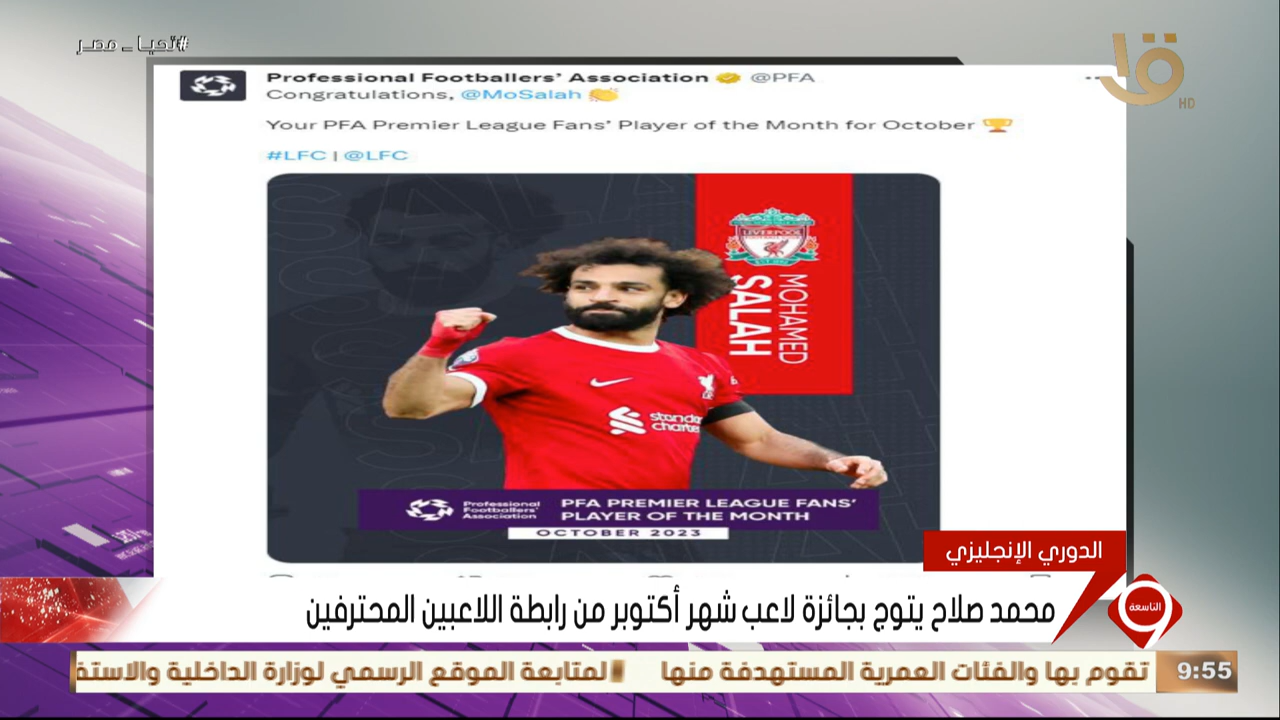 #تحيا_مصر
HD
Professional Footballers' Association @PFA
Congratulations, @MoSalah
Your PFA Premier League Fans' Player of the Month for October
#LFC | @LFC
LIVERPOOL
MOHAMED
SALAH
Professional
Footballers'
Association
PFA PREMIER LEAGUE FANS'
PLAYER OF THE MONTH
OCTOBER 2023
الدوري الإنجليزي
التاسعة
محمد صلاح يتوج بجائزة لاعب شهر أكتوبر من رابطة اللاعبين المحترفين
تقوم بها والفئات العمرية المستهدفة منها
لمتابعة الموقع الرسمي لوزارة الداخلية
9:55